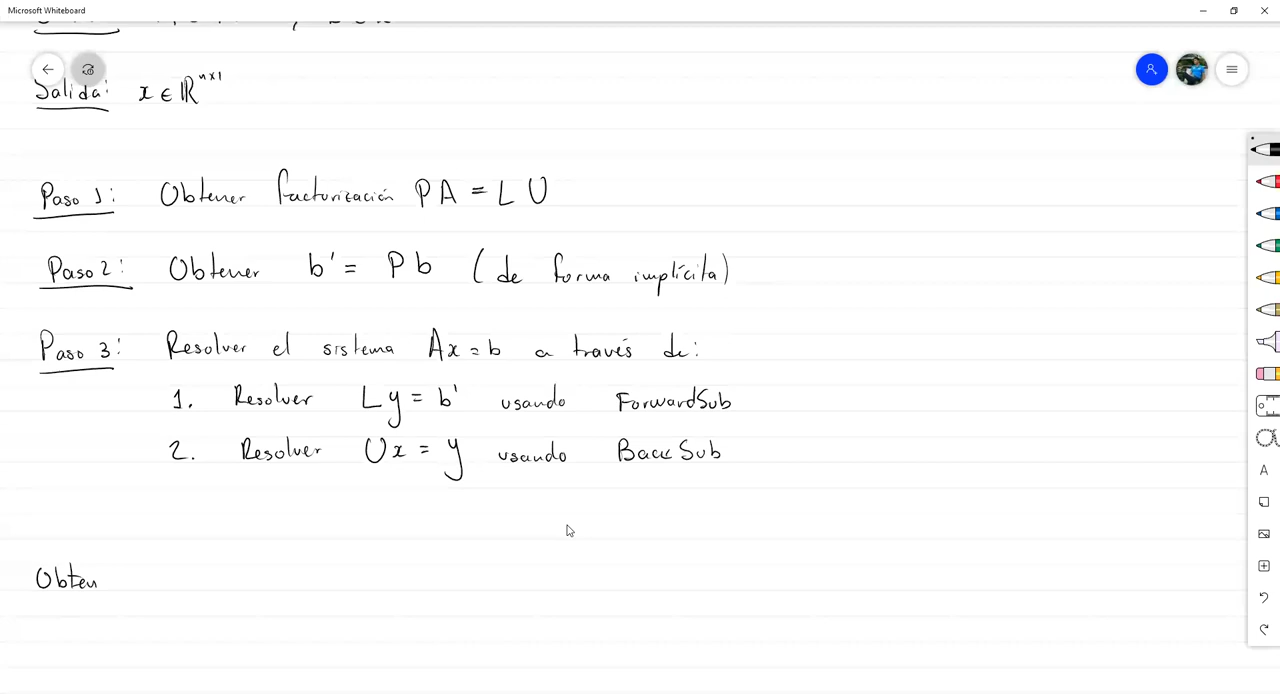 Microsoft Whiteboard
Salida: x ∈ ℝⁿˣ¹
Paso 1: Obtener factorización PA = LU
Paso 2: Obtener b' = Pb (de forma implícita)
Paso 3: Resolver el sistema Ax = b a través de:
1. Resolver Ly = b' usando ForwardSub
2. Resolver Ux = y usando BackSub
Obten
A